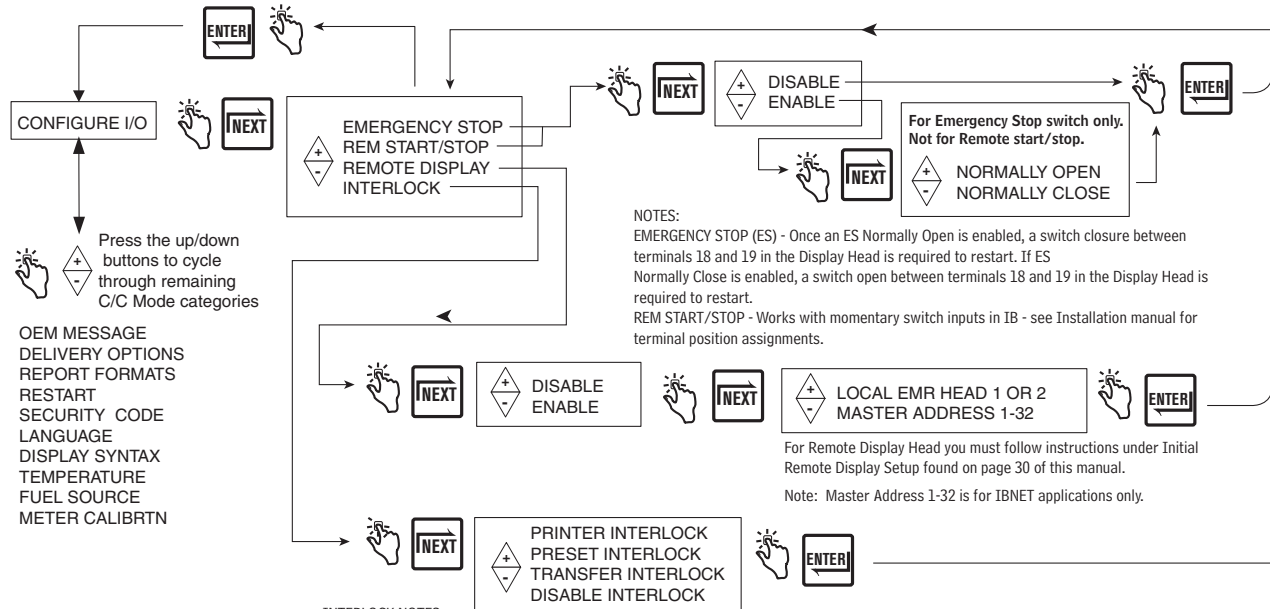 ENTER
CONFIGURE I/O
NEXT
+
-
EMERGENCY STOP
REM START/STOP
REMOTE DISPLAY
INTERLOCK
NEXT
+
-
DISABLE
ENABLE
ENTER
NEXT
For Emergency Stop switch only.
Not for Remote start/stop.
+
-
NORMALLY OPEN
NORMALLY CLOSE
+
-
Press the up/down
buttons to cycle
through remaining
C/C Mode categories
OEM MESSAGE
DELIVERY OPTIONS
REPORT FORMATS
RESTART
SECURITY CODE
LANGUAGE
DISPLAY SYNTAX
TEMPERATURE
FUEL SOURCE
METER CALIBRTN
NOTES:
EMERGENCY STOP (ES) - Once an ES Normally Open is enabled, a switch closure between
terminals 18 and 19 in the Display Head is required to restart. If ES
Normally Close is enabled, a switch open between terminals 18 and 19 in the Display Head is
required to restart.
REM START/STOP - Works with momentary switch inputs in IB - see Installation manual for
terminal position assignments.
NEXT
+
-
DISABLE
ENABLE
NEXT
+
-
LOCAL EMR HEAD 1 OR 2
MASTER ADDRESS 1-32
ENTER
For Remote Display Head you must follow instructions under Initial
Remote Display Setup found on page 30 of this manual.
Note: Master Address 1-32 is for IBNET applications only.
NEXT
+
-
PRINTER INTERLOCK
PRESET INTERLOCK
TRANSFER INTERLOCK
DISABLE INTERLOCK
ENTER
INTERLOCK NOTES